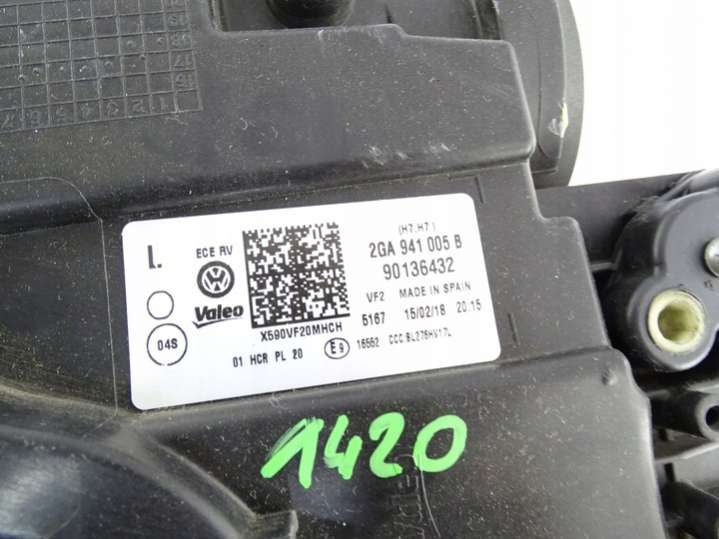 (H7.H7)
L.
ECE RV
2GA 941 005 B
90136432
Valeo
VF2 MADE IN SPAIN
X590VF20MHCH
5167 15/02/18 20:15
04S
01 HCR PL 20
E9
16552 CCC BL276HV17L
1420